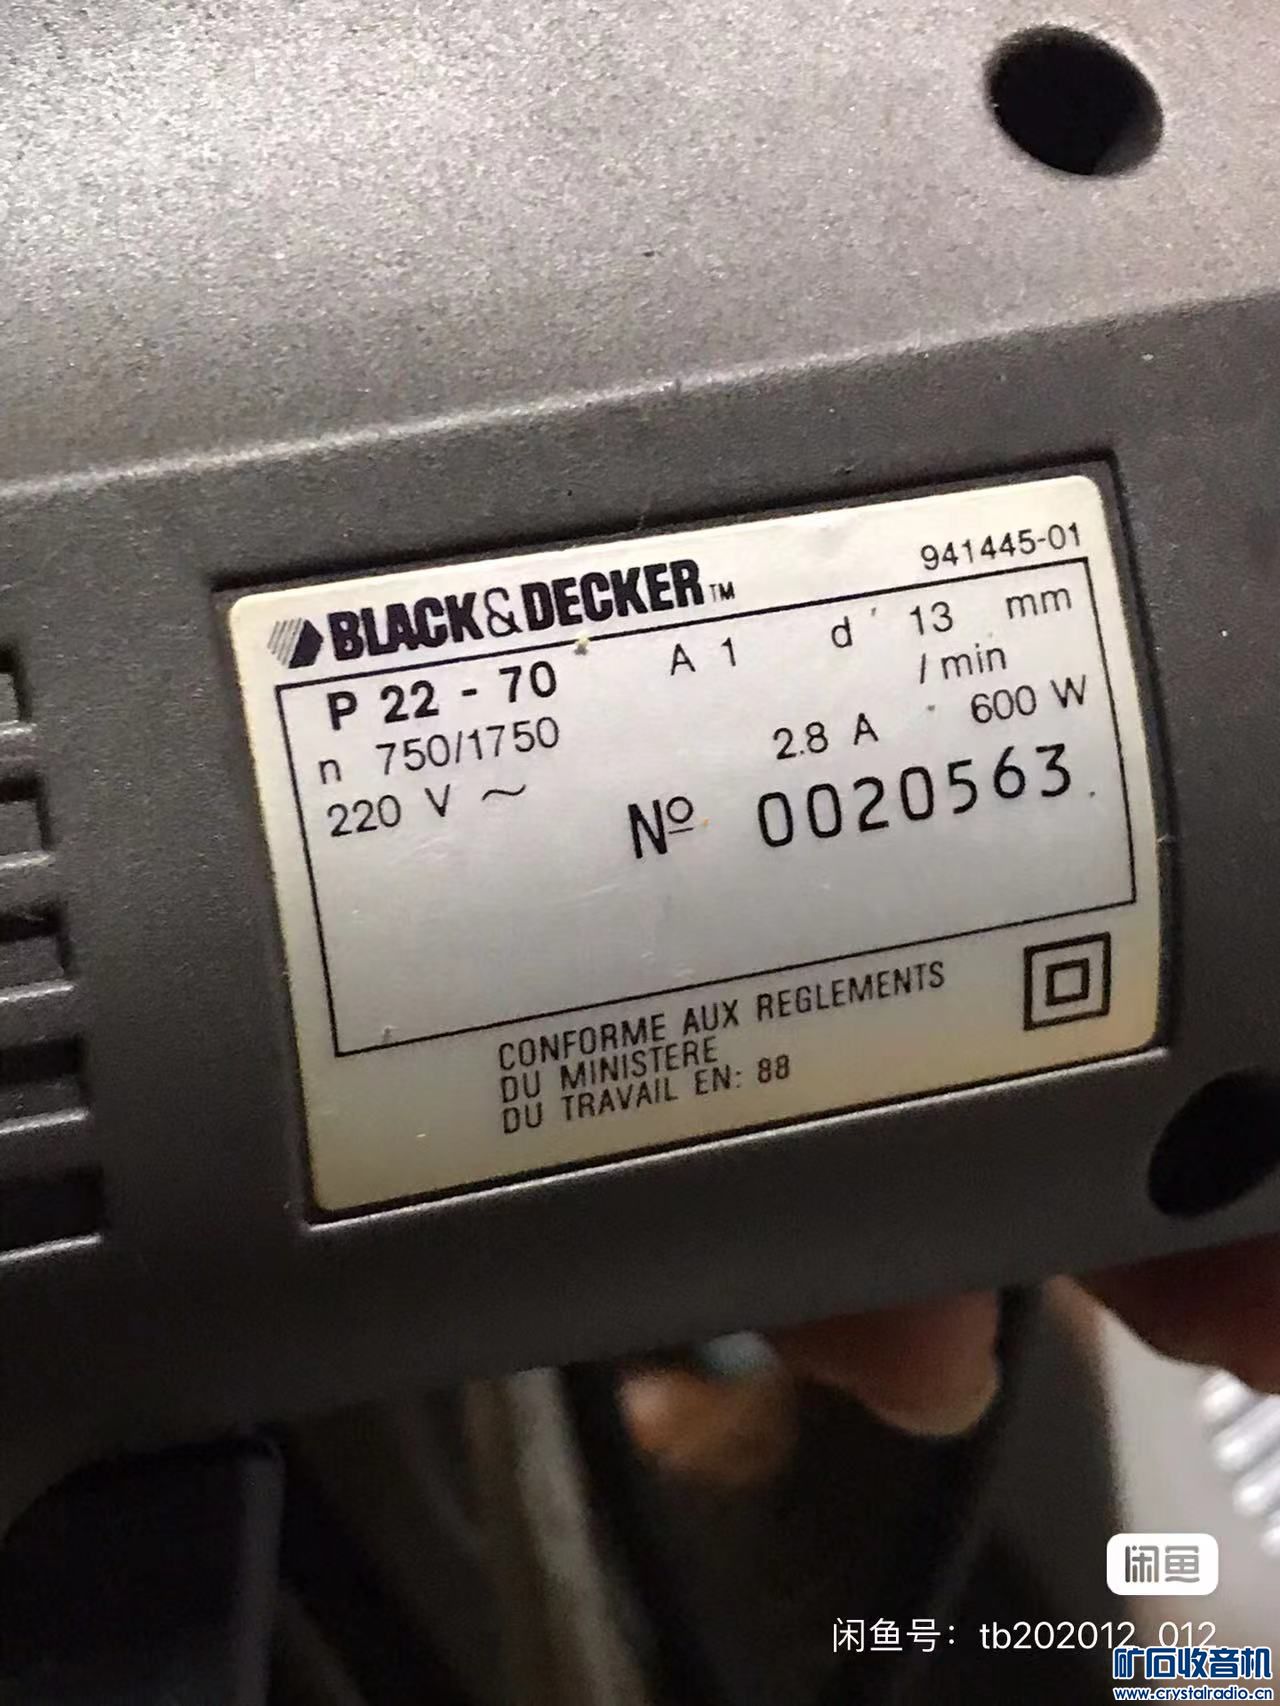 941445-01
BLACK&DECKER™
P 22 - 70 A 1 d 13 mm
n 750/1750 /min
220 V ~ 2.8 A 600 W
Nº 0020563
CONFORME AUX REGLEMENTS
DU MINISTERE
DU TRAVAIL EN: 88
闲鱼
闲鱼号：tb202012_012
矿石收音机
www.crystalradio.cn